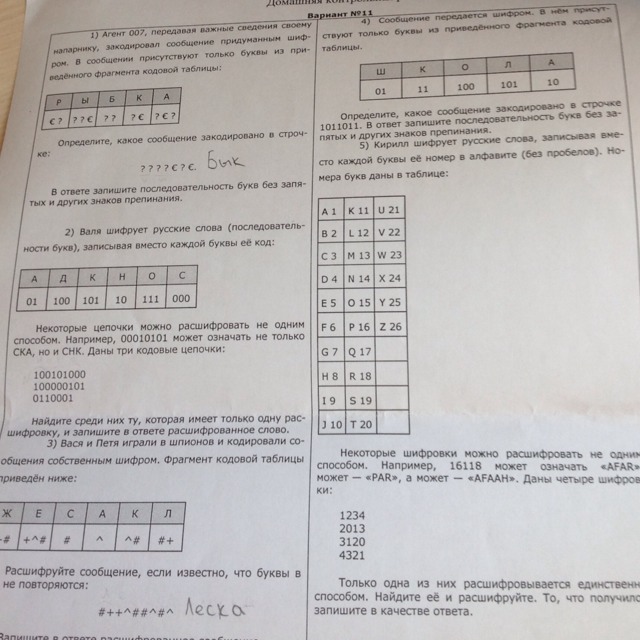 Домашняя
Вариант №11
1) Агент 007, передавая важные сведения своему
напарнику, закодировал сообщение придуманным шиф-
ром. В сообщении присутствуют только буквы из при-
ведённого фрагмента кодовой таблицы:
Р Ы Б К А
€ ? ? ? € ? ? ? € ? € ?
Определите, какое сообщение закодировано в строч-
ке:
? ? ? ? € ? €. Бык
В ответе запишите последовательность букв без запя-
тых и других знаков препинания.
2) Валя шифрует русские слова (последователь-
ности букв), записывая вместо каждой буквы её код:
А Д К Н О С
01 100 101 10 111 000
Некоторые цепочки можно расшифровать не одним
способом. Например, 00010101 может означать не только
СКА, но и СНК. Даны три кодовые цепочки:
100101000
100000101
0110001
Найдите среди них ту, которая имеет только одну рас-
шифровку, и запишите в ответе расшифрованное слово.
3) Вася и Петя играли в шпионов и кодировали со-
общения собственным шифром. Фрагмент кодовой таблицы
приведён ниже:
Ж Е С А К Л
+# +^# # ^ ^# #+
Расшифруйте сообщение, если известно, что буквы в
не повторяются:
#++^##^#^ Леска
4) Сообщение передается шифром. В нём присут-
ствуют только буквы из приведённого фрагмента кодовой
таблицы.
Ш К О Л А
01 11 100 101 10
Определите, какое сообщение закодировано в строчке
1011011. В ответ запишите последовательность букв без за-
пятых и других знаков препинания.
5) Кирилл шифрует русские слова, записывая вме-
сто каждой буквы её номер в алфавите (без пробелов). Но-
мера букв даны в таблице:
A 1 K 11 U 21
B 2 L 12 V 22
C 3 M 13 W 23
D 4 N 14 X 24
E 5 O 15 Y 25
F 6 P 16 Z 26
G 7 Q 17
H 8 R 18
I 9 S 19
J 10 T 20
Некоторые шифровки можно расшифровать не одним
способом. Например, 16118 может означать «AFAR»
может — «PAR», а может — «AFAAH». Даны четыре шифров
ки:
1234
2013
3120
4321
Только одна из них расшифровывается единственн
способом. Найдите её и расшифруйте. То, что получилос
запишите в качестве ответа.